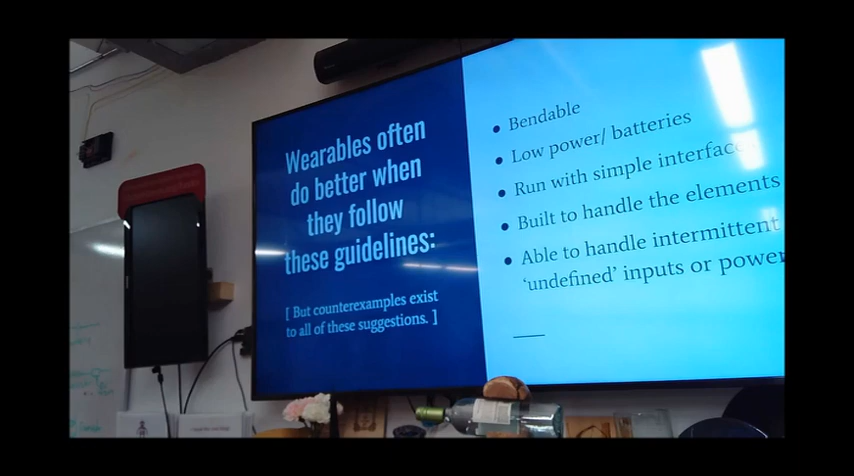 Wearables often
do better when
they follow
these guidelines:
[ But counterexamples exist
to all of these suggestions. ]
• Bendable
• Low power/ batteries
• Run with simple interfac
• Built to handle the elements
• Able to handle intermittent
'undefined' inputs or power